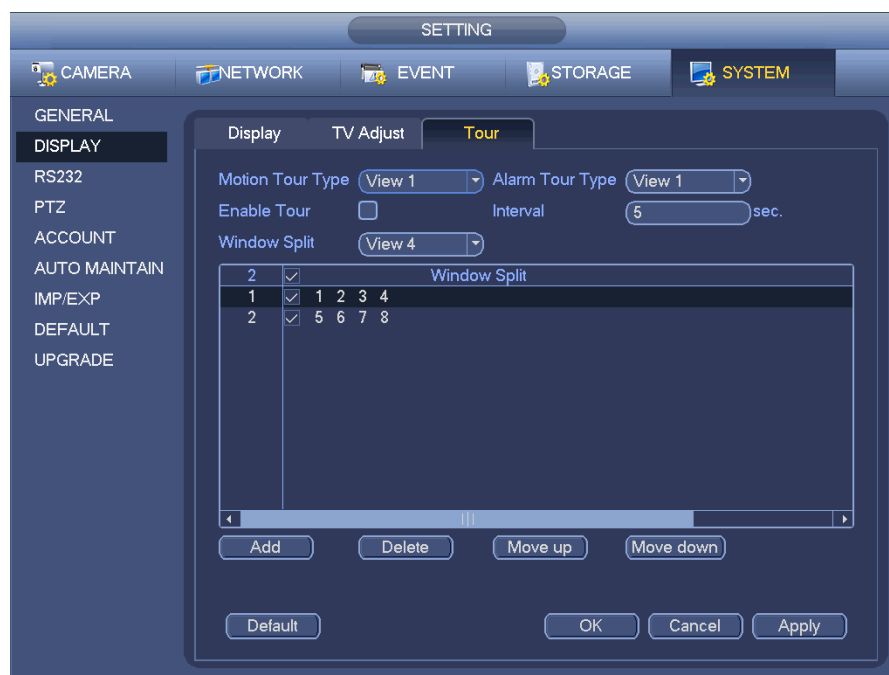 SETTING
CAMERA NETWORK EVENT STORAGE SYSTEM
GENERAL
DISPLAY
RS232
PTZ
ACCOUNT
AUTO MAINTAIN
IMP/EXP
DEFAULT
UPGRADE
Display TV Adjust Tour
Motion Tour Type View 1 Alarm Tour Type View 1
Enable Tour Interval 5 sec.
Window Split View 4
2 Window Split
1 1 2 3 4
2 5 6 7 8
Add Delete Move up Move down
Default OK Cancel Apply